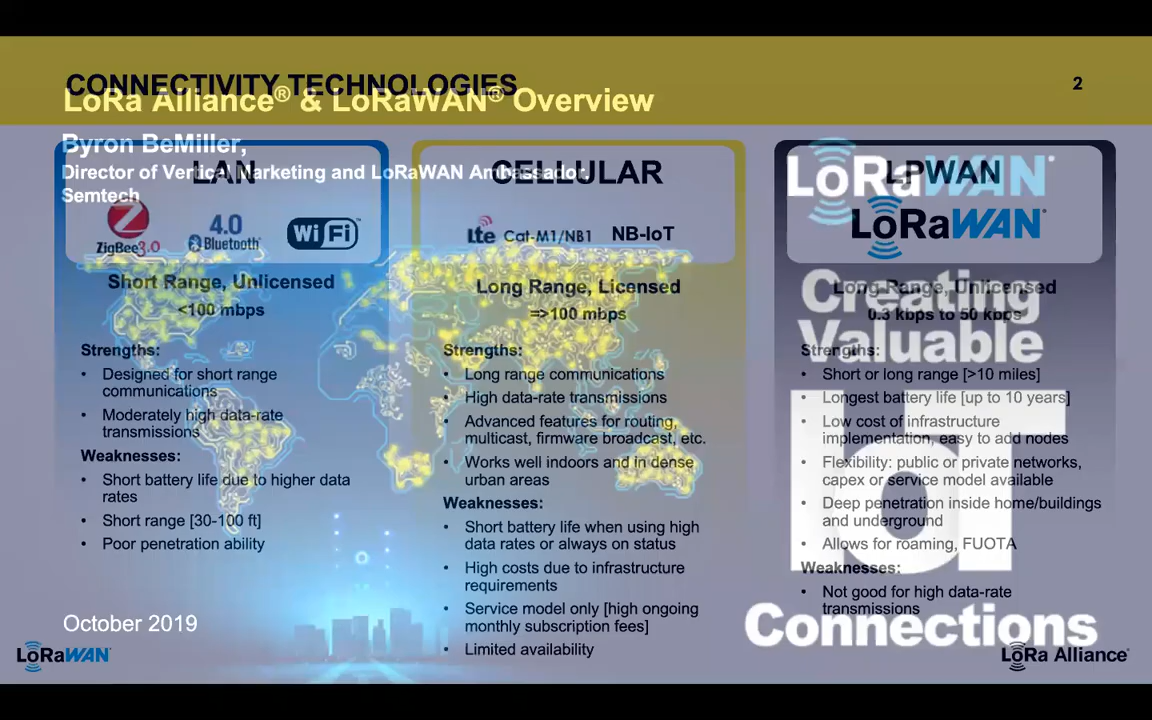 CONNECTIVITY TECHNOLOGIES
2
LoRa Alliance® & LoRaWAN® Overview
Byron BeMiller,
Director of Vertical Marketing and LoRaWAN Ambassador,
Semtech
LAN
ZigBee3.0
4.0
Bluetooth
WiFi
Short Range, Unlicensed
<100 mbps
Strengths:
• Designed for short range
communications
• Moderately high data-rate
transmissions
Weaknesses:
• Short battery life due to higher data
rates
• Short range [30-100 ft]
• Poor penetration ability
CELLULAR
lte Cat-M1/NB1 NB-IoT
Long Range, Licensed
=>100 mbps
Strengths:
• Long range communications
• High data-rate transmissions
• Advanced features for routing,
multicast, firmware broadcast, etc.
• Works well indoors and in dense
urban areas
Weaknesses:
• Short battery life when using high
data rates or always on status
• High costs due to infrastructure
requirements
• Service model only [high ongoing
monthly subscription fees]
• Limited availability
LPWAN
LoRaWAN®
Long Range, Unlicensed
0.3 kbps to 50 kbps
Strengths:
• Short or long range [>10 miles]
• Longest battery life [up to 10 years]
• Low cost of infrastructure
implementation, easy to add nodes
• Flexibility: public or private networks,
capex or service model available
• Deep penetration inside home/buildings
and underground
• Allows for roaming, FUOTA
Weaknesses:
• Not good for high data-rate
transmissions
LoRaWAN®
Creating
Valuable
IoT
Connections
October 2019
LoRaWAN®
LoRa Alliance®